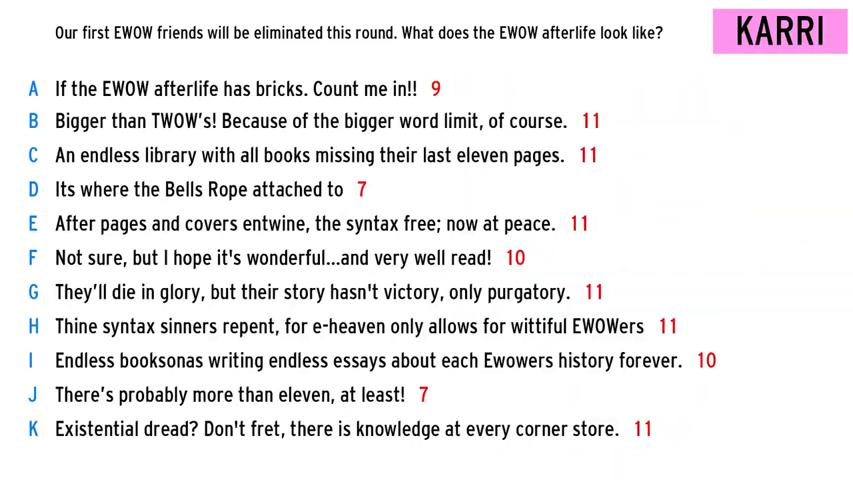 Our first EWOW friends will be eliminated this round. What does the EWOW afterlife look like?
KARRI
A If the EWOW afterlife has bricks. Count me in!! 9
B Bigger than TWOW's! Because of the bigger word limit, of course. 11
C An endless library with all books missing their last eleven pages. 11
D Its where the Bells Rope attached to 7
E After pages and covers entwine, the syntax free; now at peace. 11
F Not sure, but I hope it's wonderful...and very well read! 10
G They'll die in glory, but their story hasn't victory, only purgatory. 11
H Thine syntax sinners repent, for e-heaven only allows for wittiful EWOWers 11
I Endless booksonas writing endless essays about each Ewowers history forever. 10
J There's probably more than eleven, at least! 7
K Existential dread? Don't fret, there is knowledge at every corner store. 11